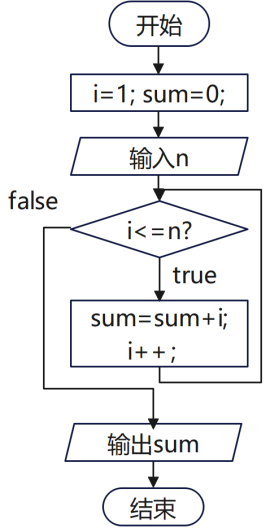 开始
i=1; sum=0;
输入n
false
i<=n?
true
sum=sum+i;
i++;
输出sum
结束